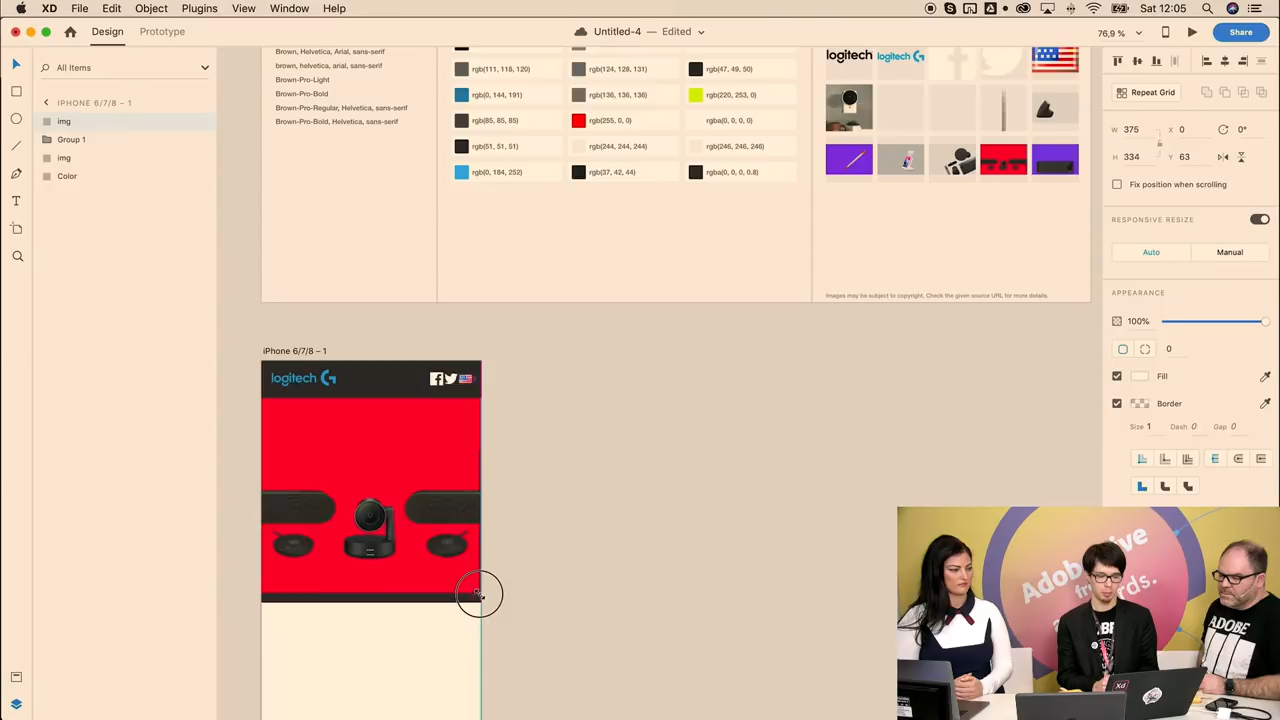 XD File Edit Object Plugins View Window Help
Sat 12:05
Design Prototype
Untitled-4 — Edited
76,9 %
Share
All Items
IPHONE 6/7/8 – 1
img
Group 1
img
Color
Brown, Helvetica, Arial, sans-serif
brown, helvetica, arial, sans-serif
Brown-Pro-Light
Brown-Pro-Bold
Brown-Pro-Regular, Helvetica, sans-serif
Brown-Pro-Bold, Helvetica, sans-serif
rgb(111, 118, 120)
rgb(47, 49, 50)
rgb(0, 144, 191)
rgb(136, 136, 136)
rgb(220, 253, 0)
rgb(85, 85, 85)
rgb(255, 0, 0)
rgba(0, 0, 0, 0)
rgb(51, 51, 51)
rgb(244, 244, 244)
rgb(246, 246, 246)
rgb(0, 184, 252)
rgb(37, 42, 44)
rgba(0, 0, 0, 0.8)
logitech
logitech G
Images may be subject to copyright. Check the given source URL for more details.
iPhone 6/7/8 – 1
logitech G
Repeat Grid
W 375 X 0 0°
H 334 Y 63
Fix position when scrolling
RESPONSIVE RESIZE
Auto Manual
APPEARANCE
100%
0
Fill
Border
Size 1 Dash 0 Gap 0
ADOBE
ADOBE
Xd